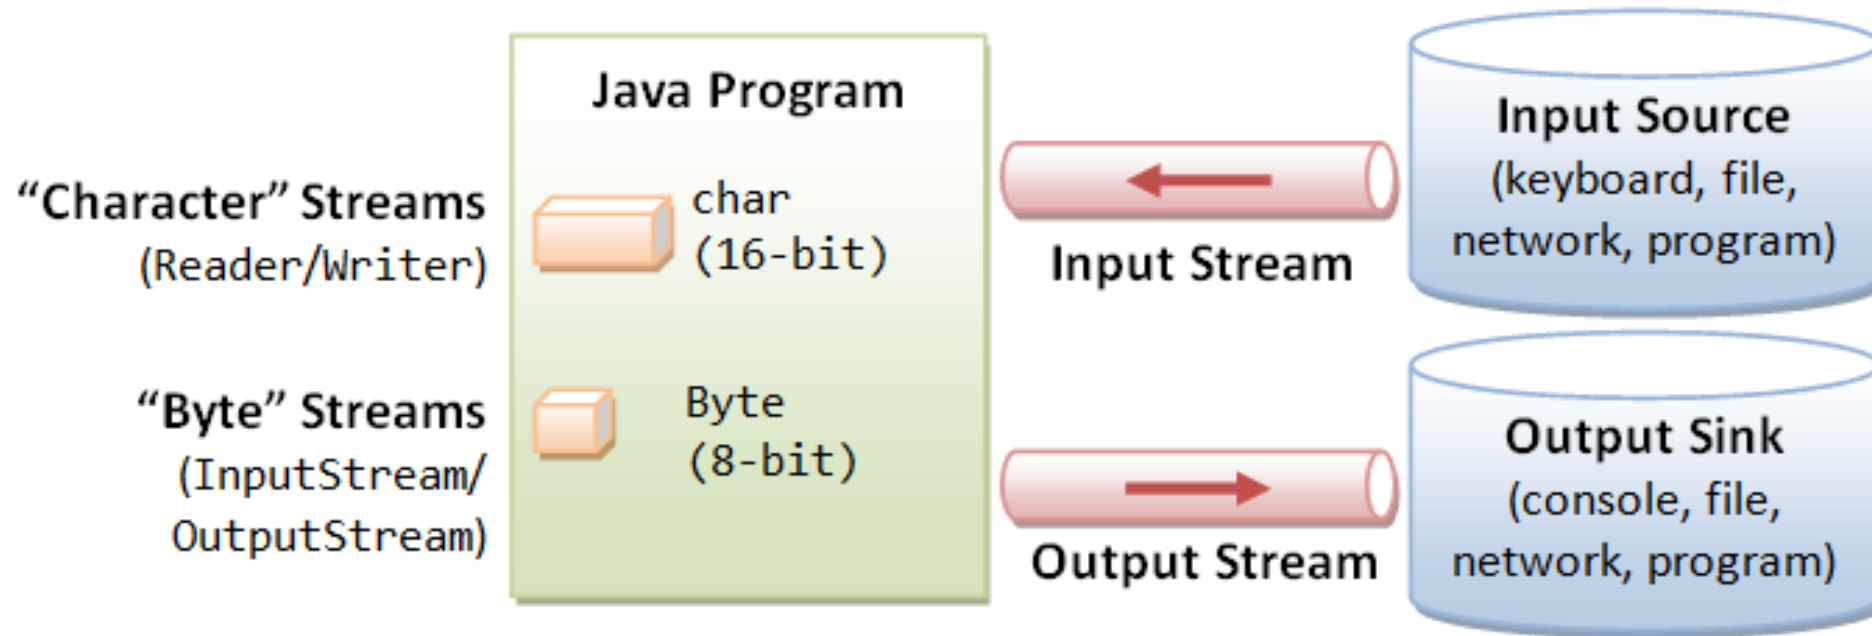 “Character” Streams
(Reader/Writer)
“Byte” Streams
(InputStream/
OutputStream)
Java Program
char
(16-bit)
Byte
(8-bit)
Input Stream
Output Stream
Input Source
(keyboard, file,
network, program)
Output Sink
(console, file,
network, program)